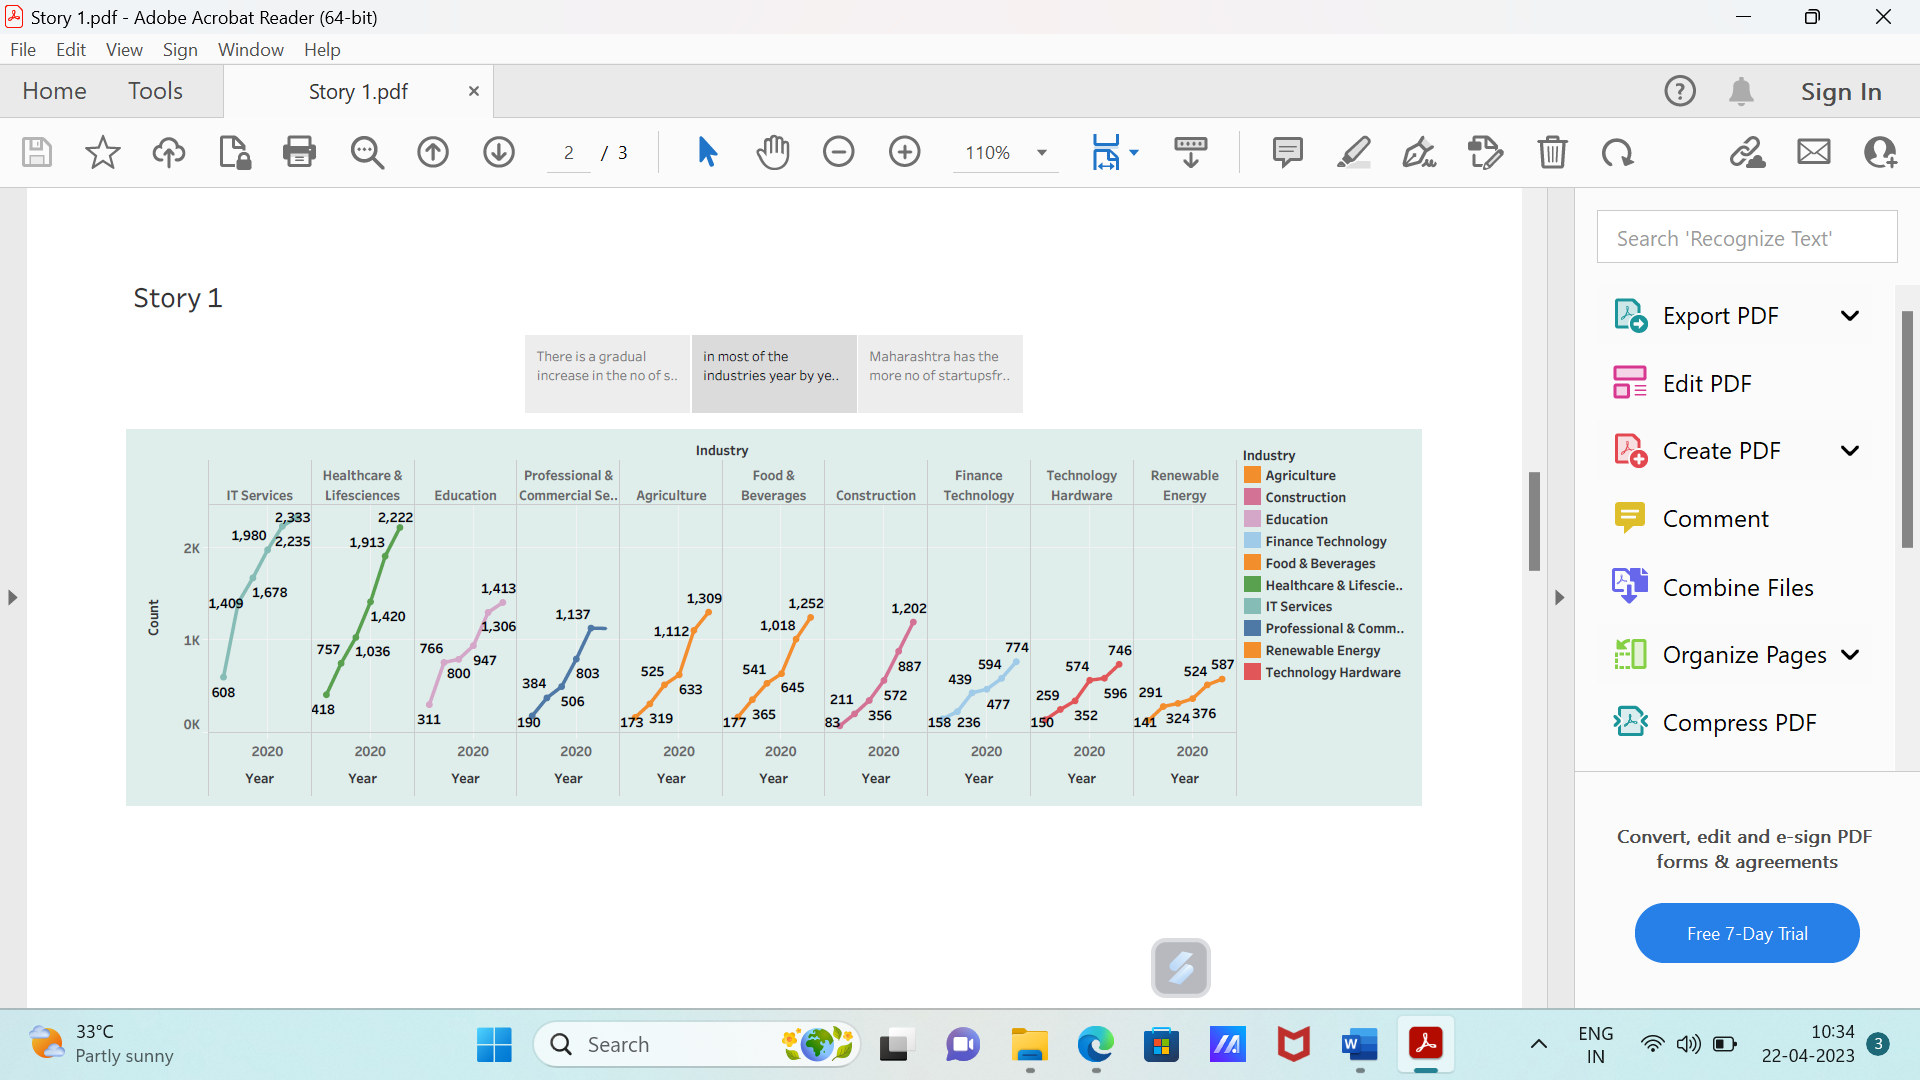 Story 1.pdf - Adobe Acrobat Reader (64-bit)
File Edit View Sign Window Help
Home Tools Story 1.pdf × Sign In
2 / 3 110%
Search 'Recognize Text'
Export PDF
Edit PDF
Create PDF
Comment
Combine Files
Organize Pages
Compress PDF
Convert, edit and e-sign PDF
forms & agreements
Free 7-Day Trial
Story 1
There is a gradual
increase in the no of s..
in most of the
industries year by ye..
Maharashtra has the
more no of startupsfr..
Industry
IT Services
Healthcare &
Lifesciences
Education
Professional &
Commercial Se..
Agriculture
Food &
Beverages
Construction
Finance
Technology
Technology
Hardware
Renewable
Energy
Count
2K
1K
0K
608 1,409 1,678 1,980 2,235 2,333
418 757 1,036 1,420 1,913 2,222
311 766 800 947 1,306 1,413
190 384 506 803 1,137
173 319 525 633 1,112 1,309
177 365 541 645 1,018 1,252
83 211 356 572 887 1,202
158 236 439 477 594 774
150 259 352 574 596 746
141 291 324 376 524 587
2020 2020 2020 2020 2020 2020 2020 2020 2020 2020
Year Year Year Year Year Year Year Year Year Year
Industry
Agriculture
Construction
Education
Finance Technology
Food & Beverages
Healthcare & Lifescie..
IT Services
Professional & Comm..
Renewable Energy
Technology Hardware
33°C
Partly sunny
Search
ENG
IN
10:34
22-04-2023
3